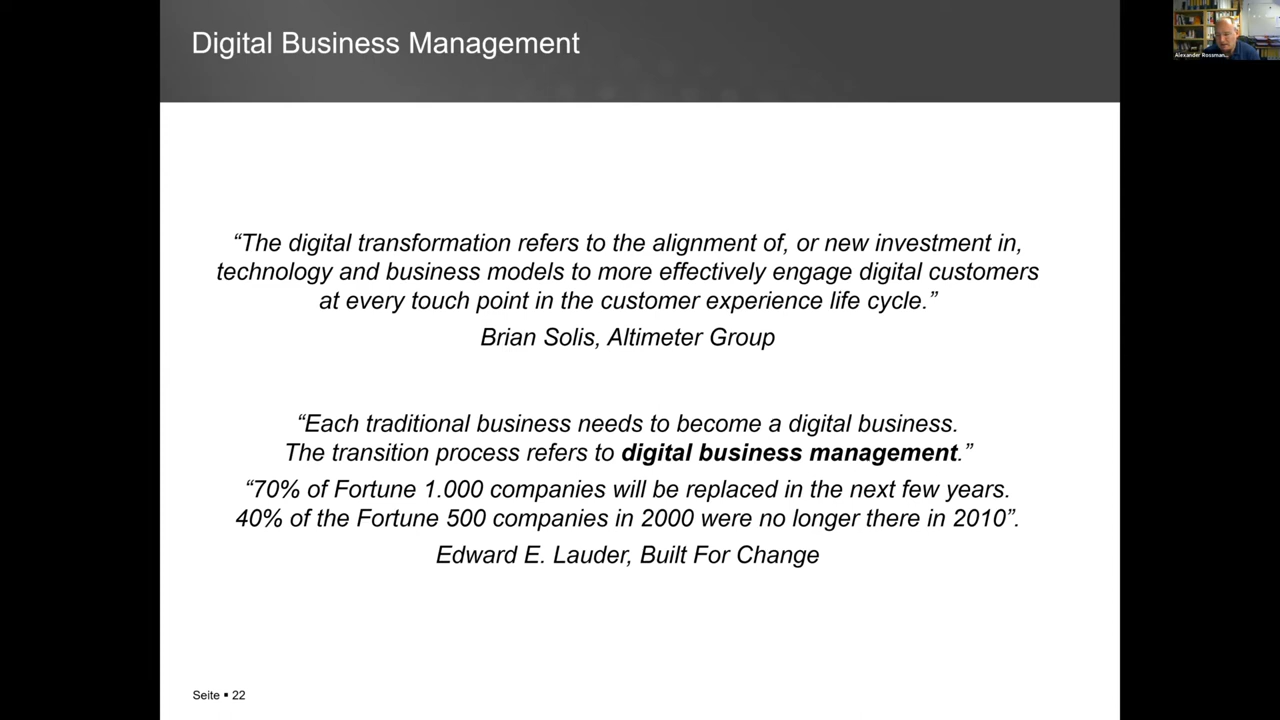 Digital Business Management
Alexander Rossman...
“The digital transformation refers to the alignment of, or new investment in,
technology and business models to more effectively engage digital customers
at every touch point in the customer experience life cycle.”
Brian Solis, Altimeter Group
“Each traditional business needs to become a digital business.
The transition process refers to digital business management.”
“70% of Fortune 1.000 companies will be replaced in the next few years.
40% of the Fortune 500 companies in 2000 were no longer there in 2010”.
Edward E. Lauder, Built For Change
Seite ▪ 22